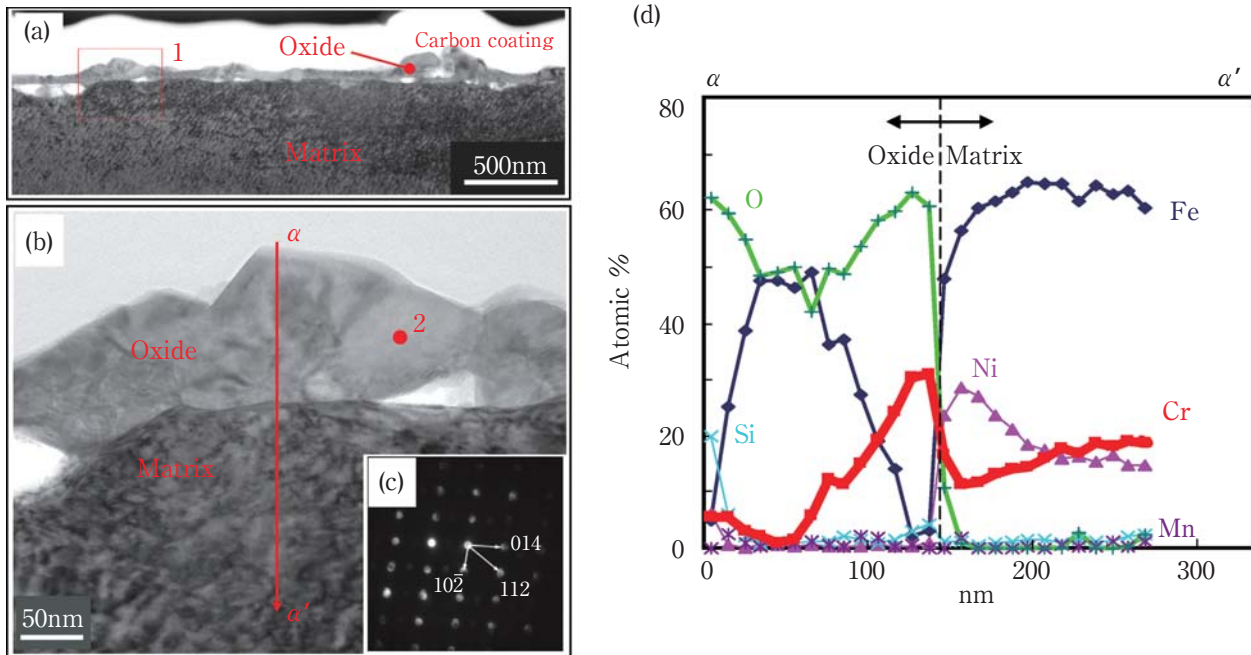 (a)
1
Oxide
Carbon coating
Matrix
500nm
(b)
α
2
Oxide
Matrix
α'
50nm
(c)
014
102̄
112
(d)
α
α'
80
60
40
20
0
Atomic %
Oxide
Matrix
O
Fe
Si
Ni
Cr
Mn
0
100
200
300
nm